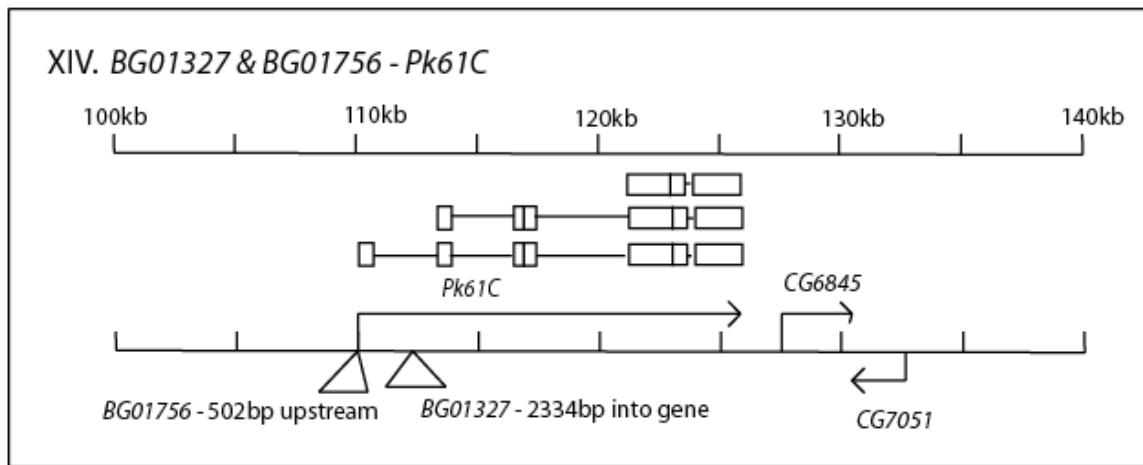 XIV. BG01327 & BG01756 - Pk61C
100kb 110kb 120kb 130kb 140kb
Pk61C
CG6845
BG01756 - 502bp upstream
BG01327 - 2334bp into gene
CG7051